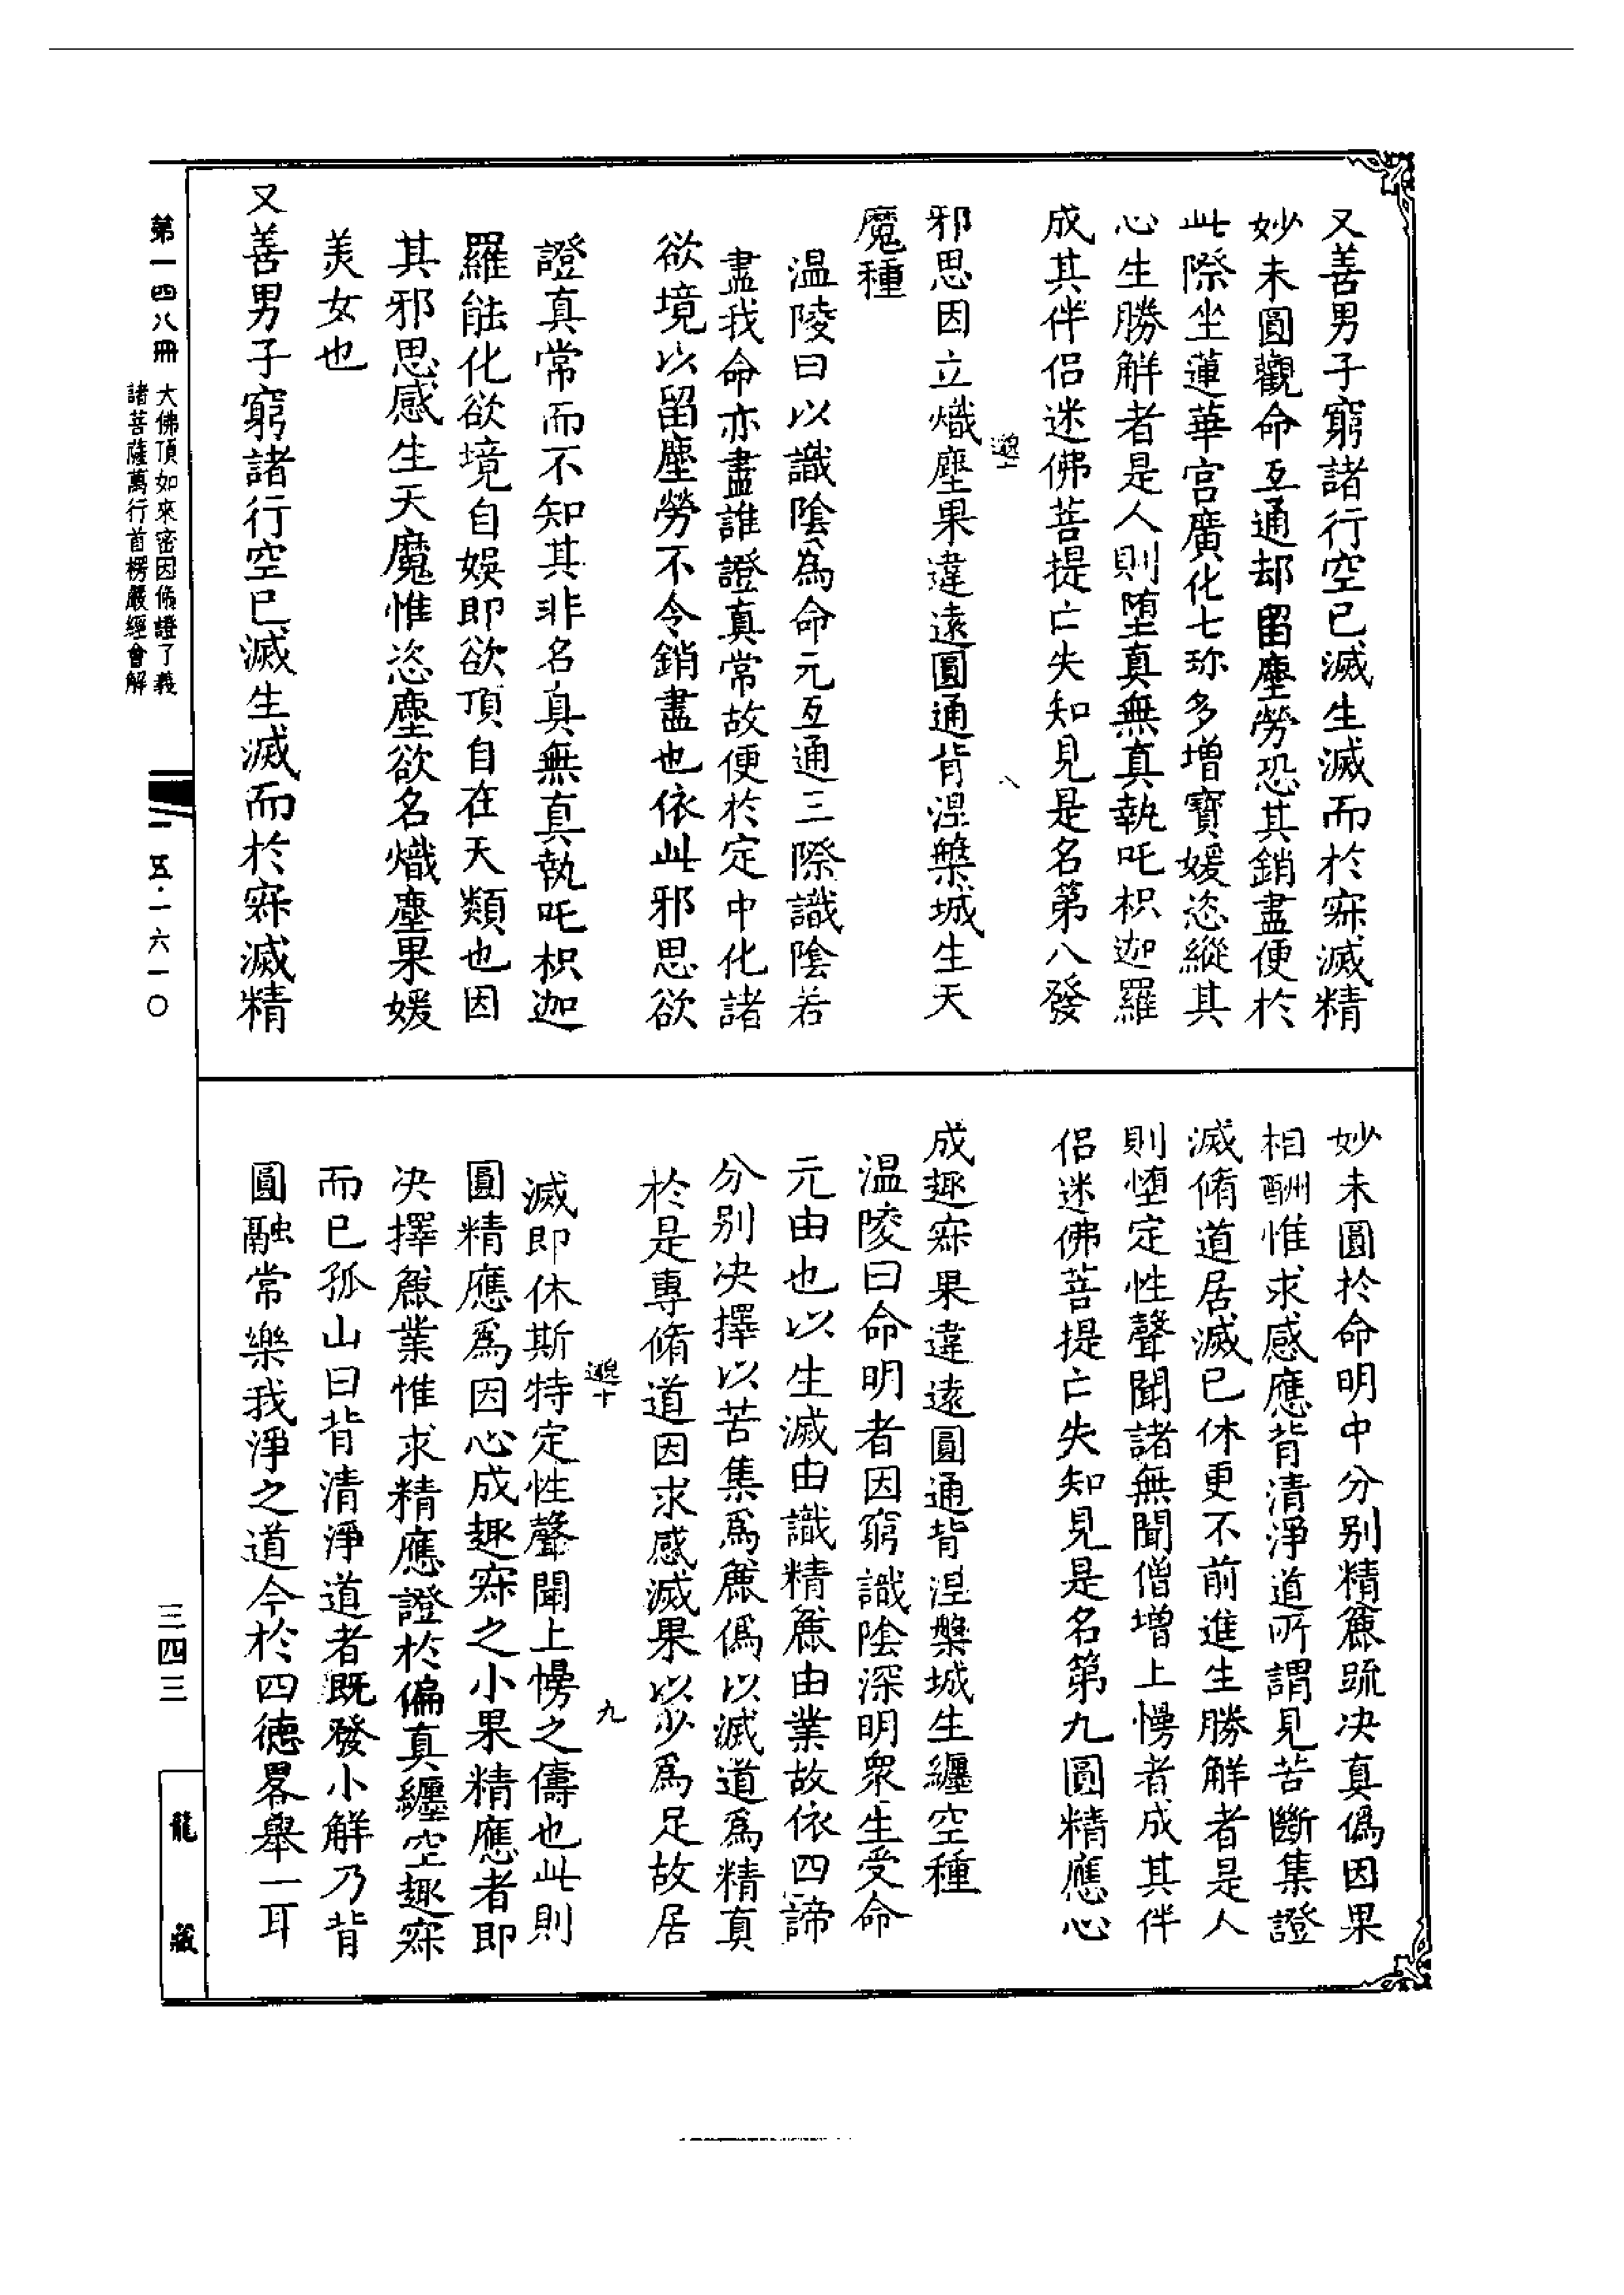 又善男子窮諸行空已滅生滅而於寂滅精
妙未圓觀命互通却留塵勞恐其銷盡便於
此際坐蓮華宮廣化七珍多增寶媛恣縱其
心生勝解者是人則墮真無真執吒枳迦羅
成其伴侶迷佛菩提亡失知見是名第八發
八
邪思因立熾塵果違遠圓通背涅槃城生天
魔種
温陵曰以識陰為命元互通三際識陰若
盡我命亦盡誰證真常故便於定中化諸
欲境以留塵勞不令銷盡也依此邪思欲
證真常而不知其非名真無真執吒枳迦
羅能化欲境自娛即欲頂自在天類也因
其邪思感生天魔惟恣塵欲名熾塵果媛
美女也
又善男子窮諸行空已滅生滅而於寂滅精
妙未圓於命明中分別精麤疏决真偽因果
相酬惟求感應背清淨道所謂見苦斷集證
滅脩道居滅已休更不前進生勝解者是人
則墮定性聲聞諸無聞僧增上慢者成其伴
侶迷佛菩提亡失知見是名第九圓精應心
成趣寂果違遠圓通背涅槃城生纏空種
温陵曰命明者因窮識陰深明衆生受命
元由也以生滅由識精麤由業故依四諦
分別决擇以苦集爲麤僞以滅道爲精真
於是專脩道因求感滅果以少爲足故居
九
滅即休斯特定性聲聞上慢之儔也此則
圓精應爲因心成趣寂之小果精應者即
决擇麤業惟求精應證於偏真纏空趣寂
而已孤山曰背清淨道者既發小解乃背
圓融常樂我淨之道今於四德畧舉一耳
第一四八冊
大佛頂如來密因脩證了義
諸菩薩萬行首楞嚴經會解
一五·一六一〇
三四三
龍藏